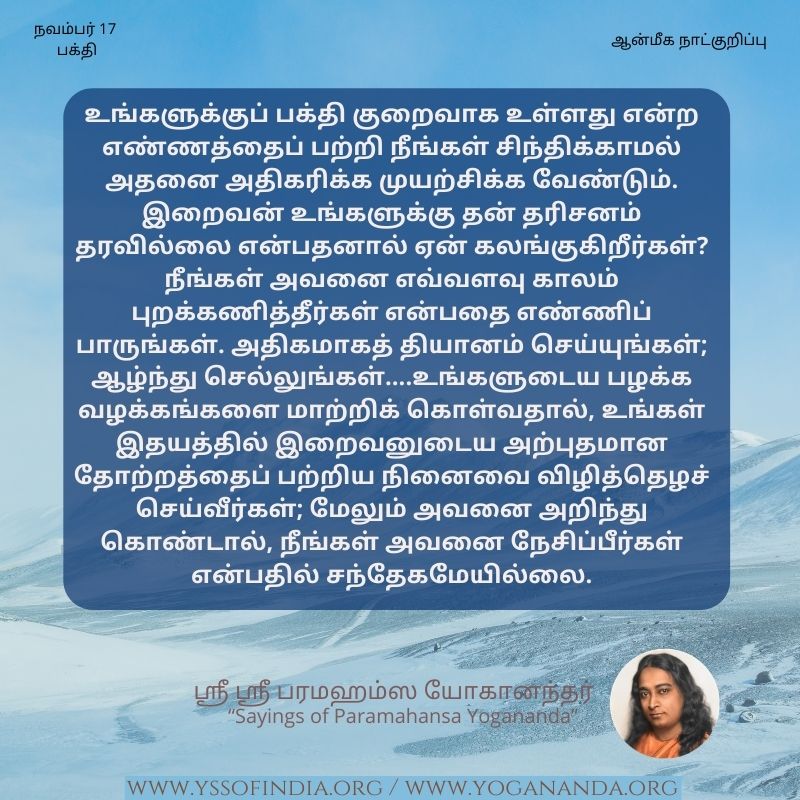 நவம்பர் 17
பக்தி
ஆன்மீக நாட்குறிப்பு
உங்களுக்குப் பக்தி குறைவாக உள்ளது என்ற
எண்ணத்தைப் பற்றி நீங்கள் சிந்திக்காமல்
அதனை அதிகரிக்க முயற்சிக்க வேண்டும்.
இறைவன் உங்களுக்கு தன் தரிசனம்
தரவில்லை என்பதனால் ஏன் கலங்குகிறீர்கள்?
நீங்கள் அவனை எவ்வளவு காலம்
புறக்கணித்தீர்கள் என்பதை எண்ணிப்
பாருங்கள். அதிகமாகத் தியானம் செய்யுங்கள்;
ஆழ்ந்து செல்லுங்கள்....உங்களுடைய பழக்க
வழக்கங்களை மாற்றிக் கொள்வதால், உங்கள்
இதயத்தில் இறைவனுடைய அற்புதமான
தோற்றத்தைப் பற்றிய நினைவை விழித்தெழச்
செய்வீர்கள்; மேலும் அவனை அறிந்து
கொண்டால், நீங்கள் அவனை நேசிப்பீர்கள்
என்பதில் சந்தேகமேயில்லை.
ஸ்ரீ ஸ்ரீ பரமஹம்ஸ யோகானந்தர்
“Sayings of Paramahansa Yogananda”
WWW.YSSOFINDIA.ORG / WWW.YOGANANDA.ORG